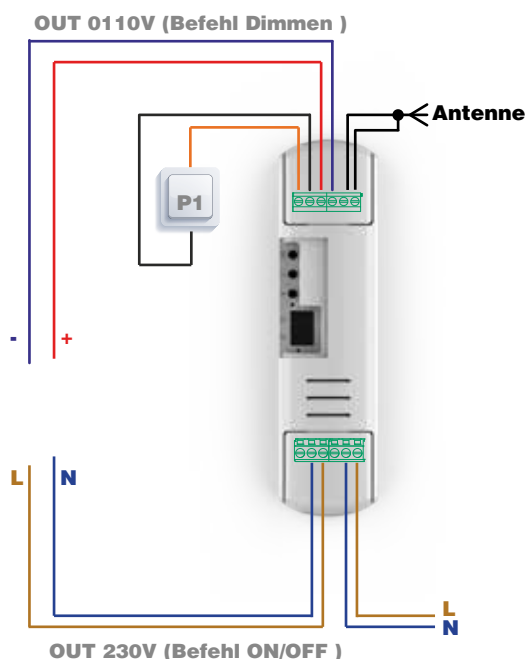 OUT 0110V (Befehl Dimmen )
Antenne
P1
- +
L N
L
N
OUT 230V (Befehl ON/OFF )